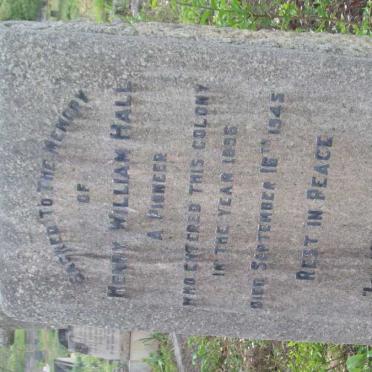 SACRED TO THE MEMORY
OF
HENRY WILLIAM HALL
A PIONEER
WHO ENTERED THIS COLONY
IN THE YEAR 1896
DIED SEPTEMBER 16TH 1945
REST IN PEACE